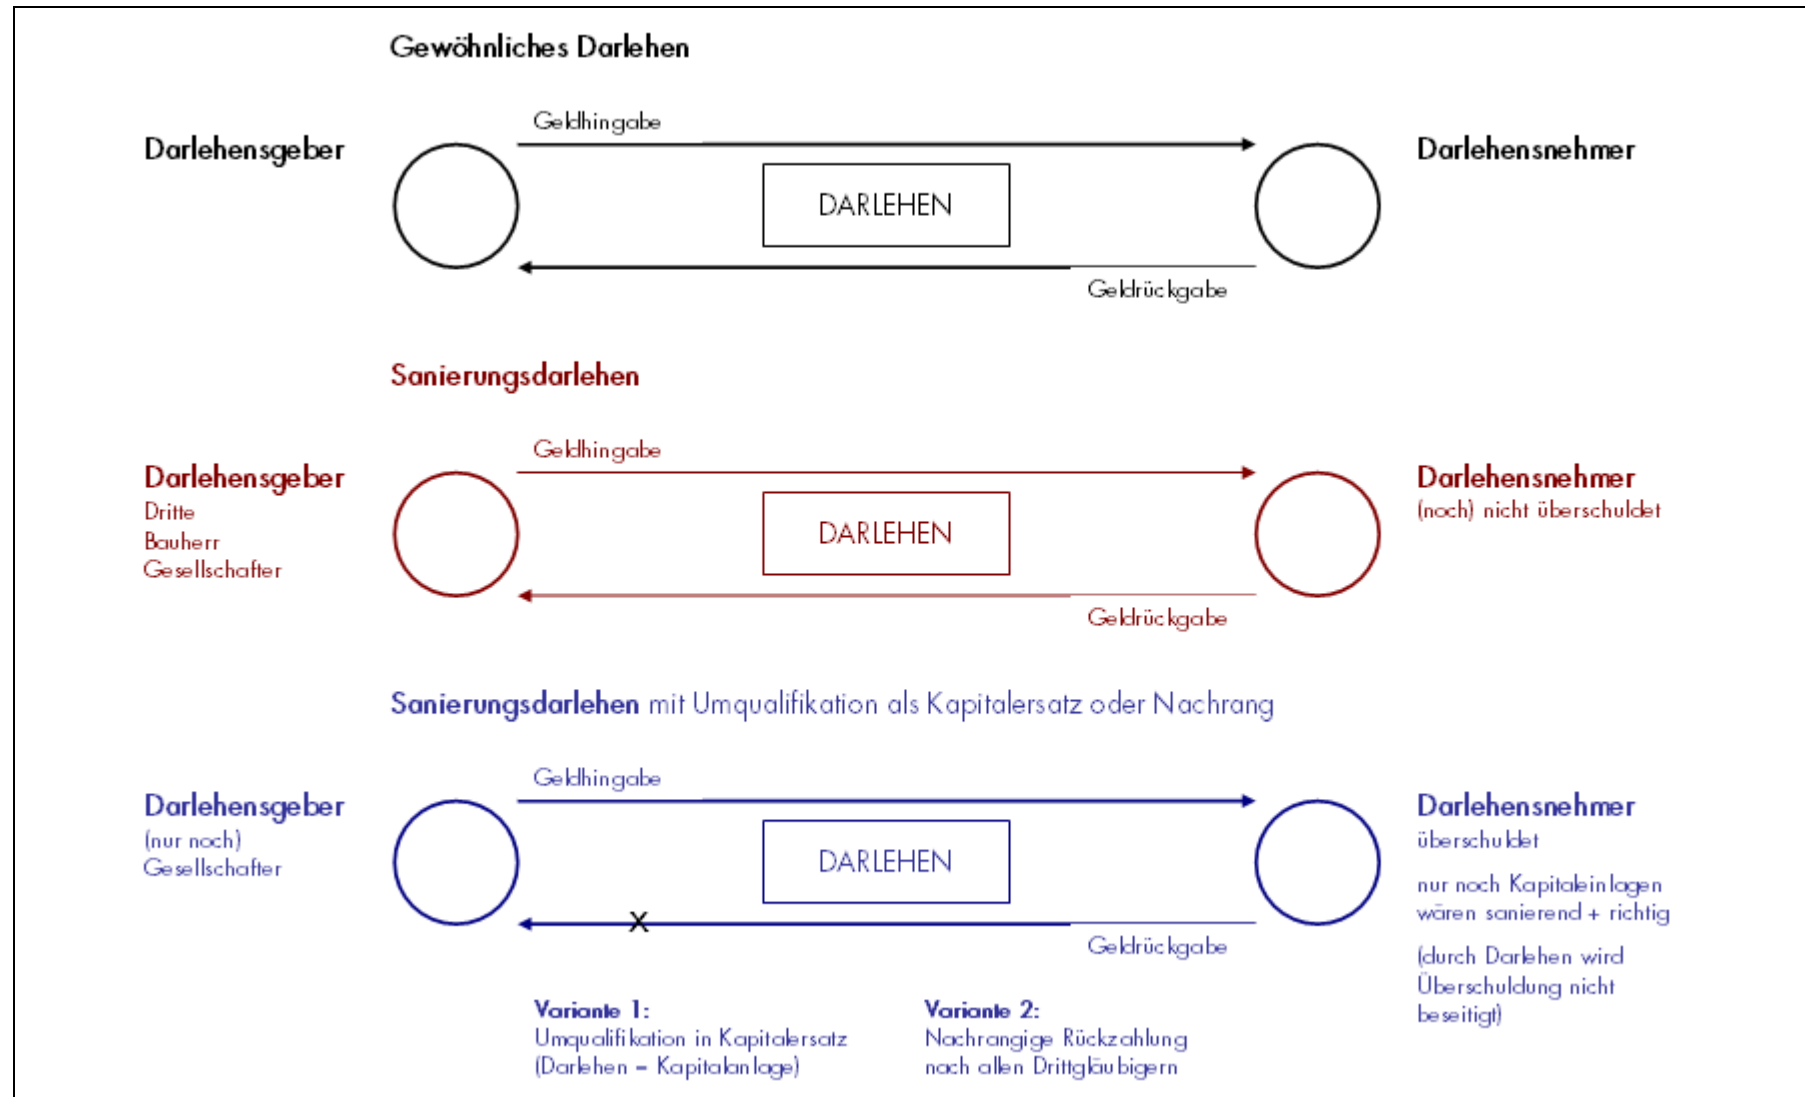 Gewöhnliches Darlehen
Geldhingabe
Darlehensgeber
Darlehensnehmer
DARLEHEN
Geldrückgabe
Sanierungsdarlehen
Geldhingabe
Darlehensgeber
Dritte
Bauherr
Gesellschafter
DARLEHEN
Darlehensnehmer
(noch) nicht überschuldet
Geldrückgabe
Sanierungsdarlehen mit Umqualifikation als Kapitalersatz oder Nachrang
Geldhingabe
Darlehensgeber
(nur noch)
Gesellschafter
DARLEHEN
X
Geldrückgabe
Darlehensnehmer
überschuldet
nur noch Kapitaleinlagen
wären sanierend + richtig
(durch Darlehen wird
Überschuldung nicht
beseitigt)
Variante 1:
Umqualifikation in Kapitalersatz
(Darlehen = Kapitalanlage)
Variante 2:
Nachrangige Rückzahlung
nach allen Drittgläubigern